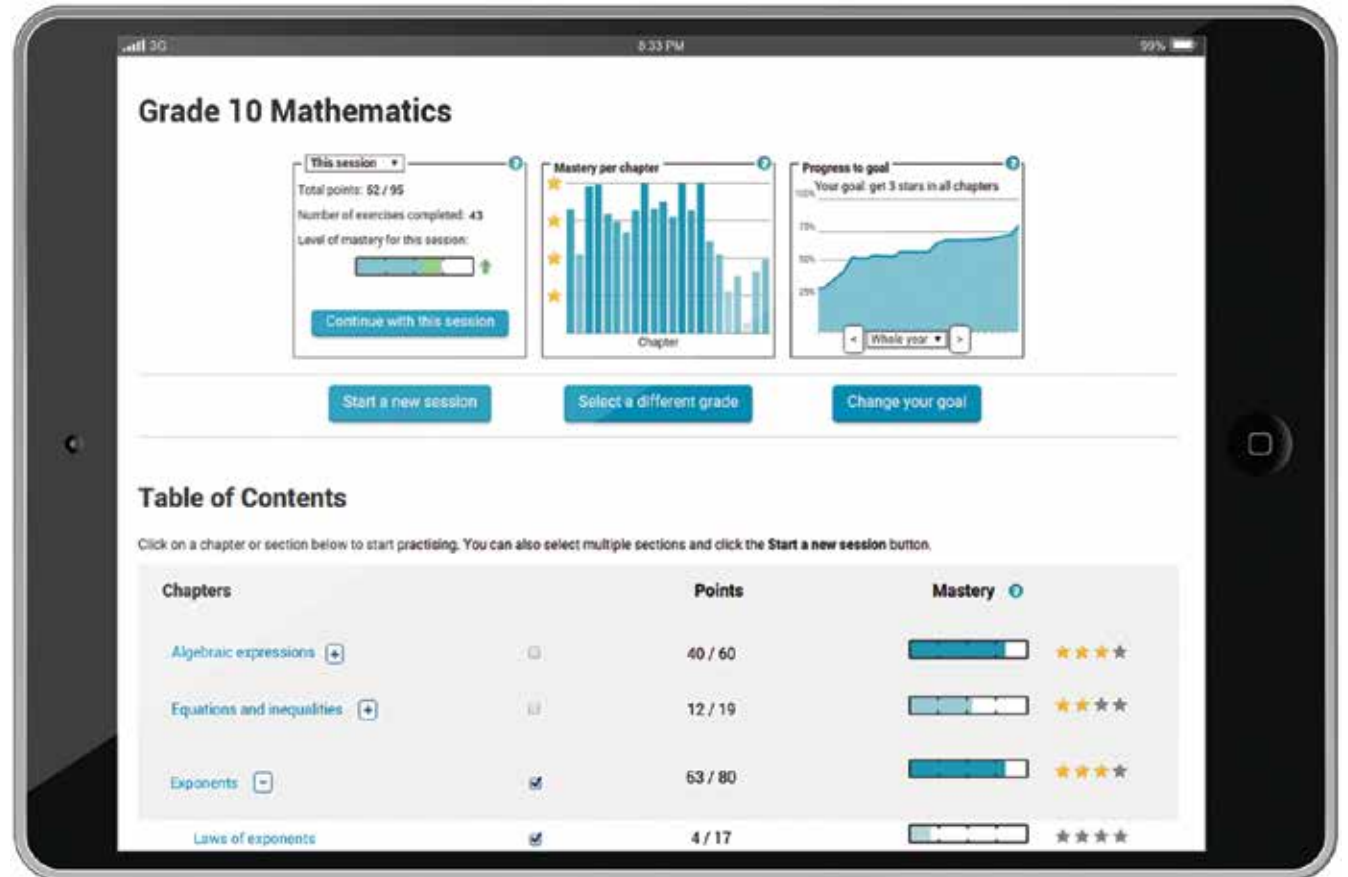 3G 8:33 PM 99%
Grade 10 Mathematics
This session
Total points: 52 / 95
Number of exercises completed: 43
Level of mastery for this session:
Continue with this session
Mastery per chapter
Chapter
Progress to goal
Your goal: get 3 stars in all chapters
100%
75%
50%
25%
< Whole year >
Start a new session
Select a different grade
Change your goal
Table of Contents
Click on a chapter or section below to start practising. You can also select multiple sections and click the Start a new session button.
Chapters Points Mastery ?
Algebraic expressions + 40 / 60
Equations and inequalities + 12 / 19
Exponents - 63 / 80
Laws of exponents 4 / 17